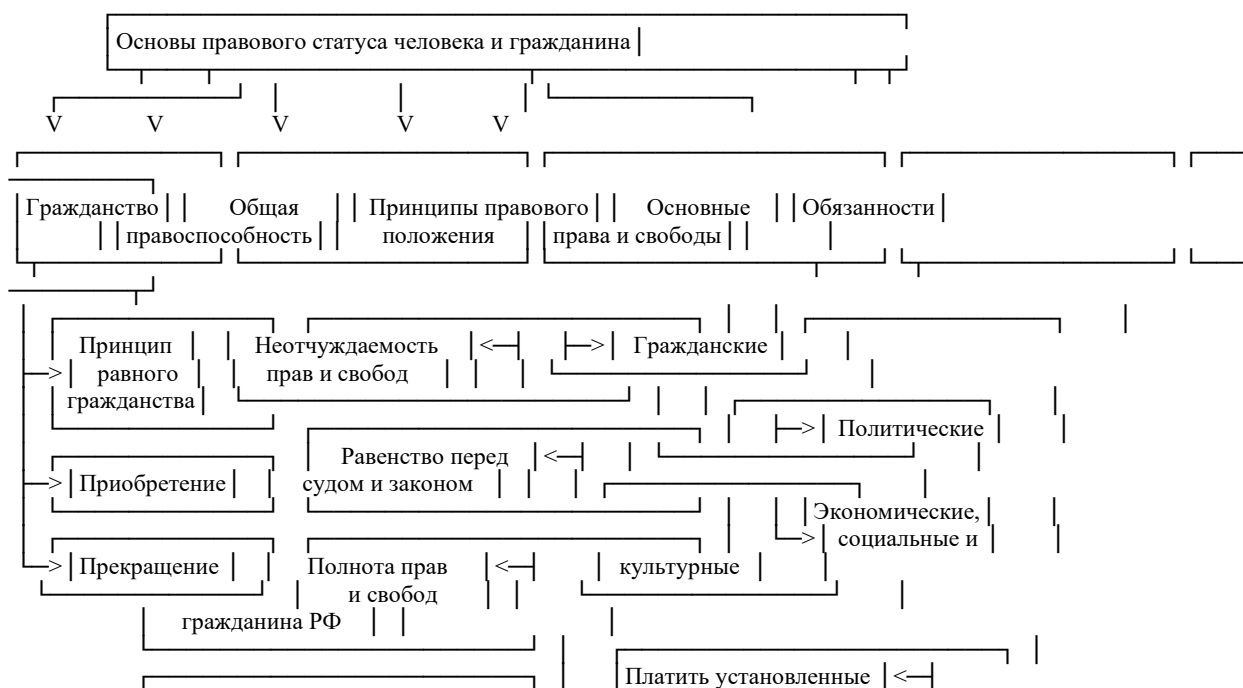 Основы правового статуса человека и гражданина
V V V V V
Гражданство Общая Принципы правового Основные Обязанности
правоспособность положения права и свободы
Принцип Неотчуждаемость Гражданские
равного прав и свобод
гражданства
Политические
Равенство перед
Приобретение судом и законом
Экономические,
социальные и
Прекращение Полнота прав культурные
и свобод
гражданина РФ
Платить установленные